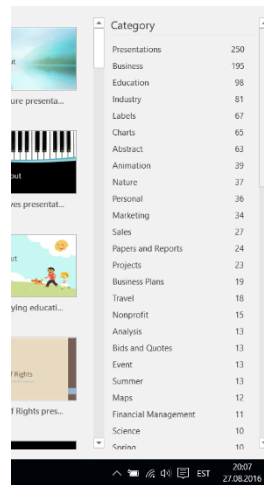 out
ure presenta...
out
ves presentat...
ut
ying educati...
f Rights
f Rights pres...
Category
Presentations 250
Business 195
Education 98
Industry 81
Labels 67
Charts 65
Abstract 63
Animation 39
Nature 37
Personal 36
Marketing 34
Sales 27
Papers and Reports 24
Projects 23
Business Plans 19
Travel 18
Nonprofit 15
Analysis 13
Bids and Quotes 13
Event 13
Summer 13
Maps 12
Financial Management 11
Science 10
Spring 10
EST
20:07
27.08.2016